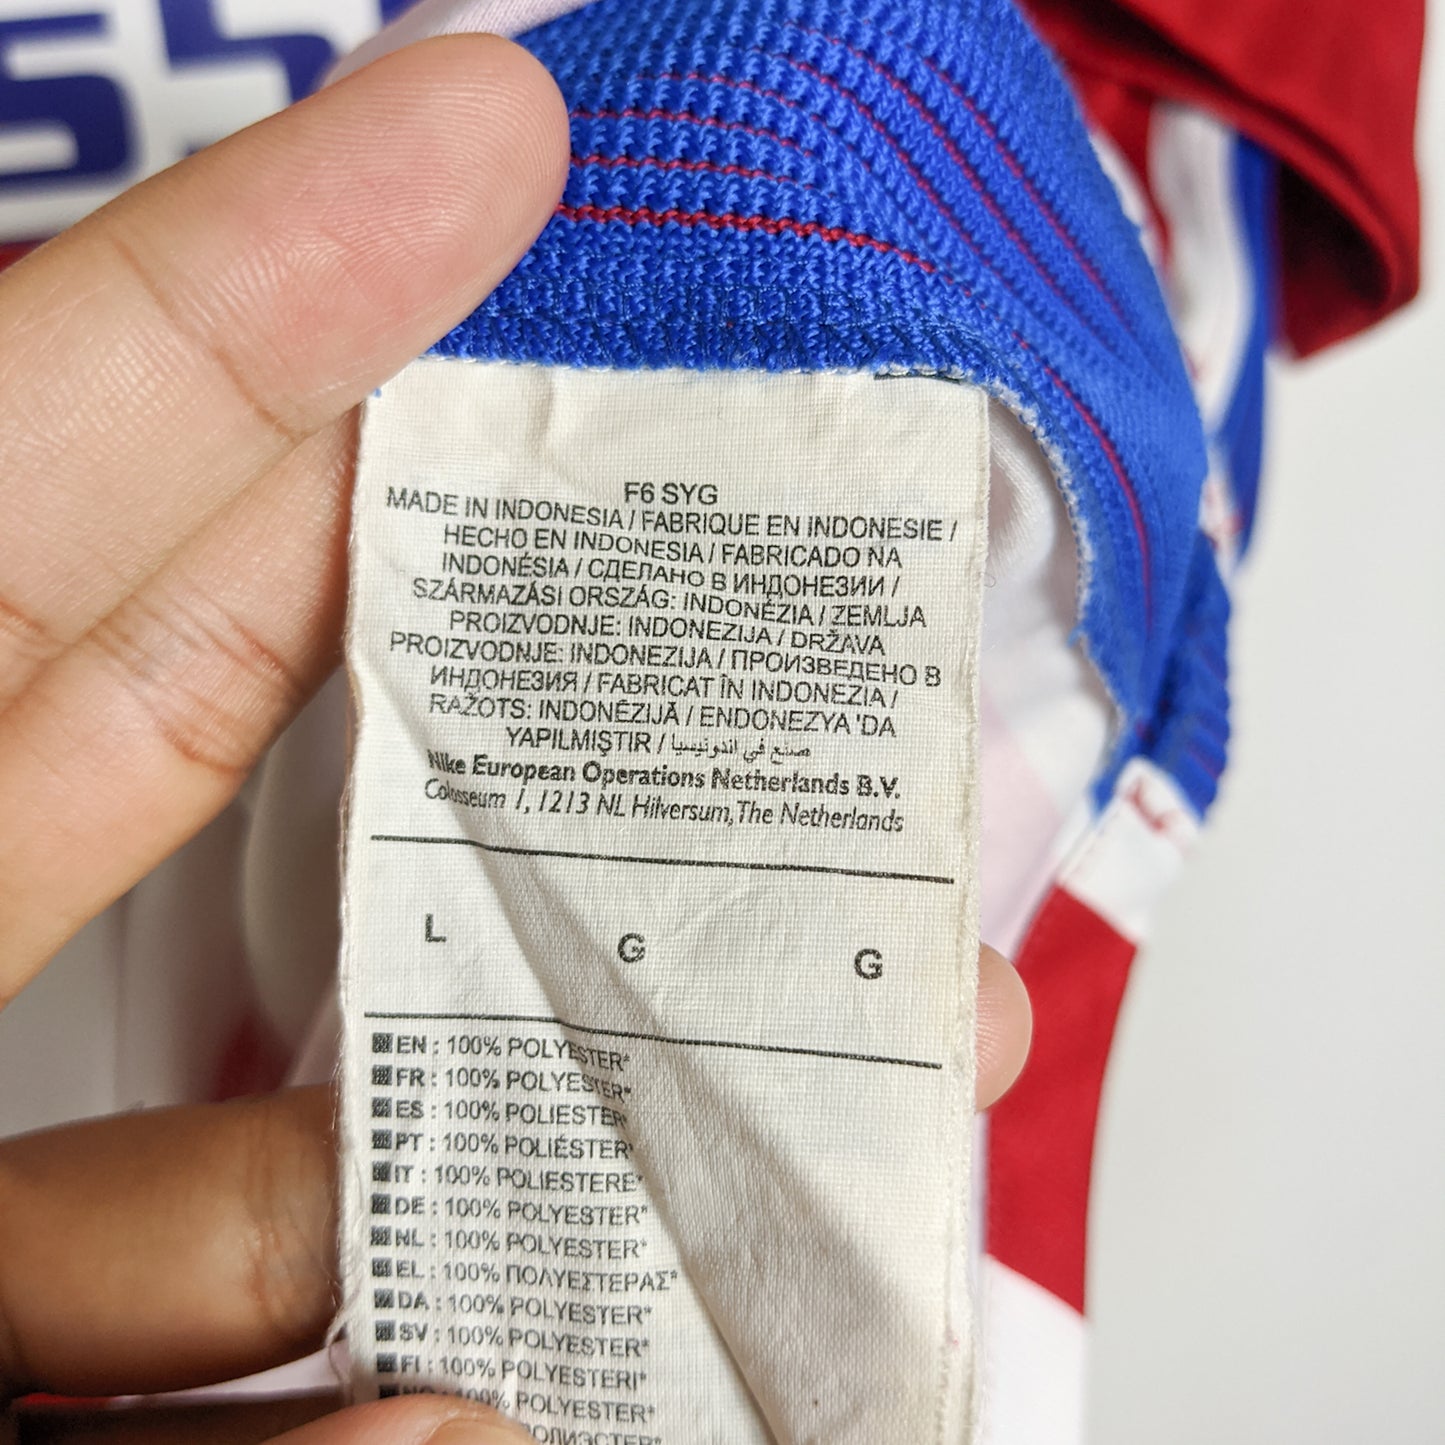 F6 SYG
MADE IN INDONESIA / FABRIQUE EN INDONESIE /
HECHO EN INDONESIA / FABRICADO NA
INDONÉSIA / СДЕЛАНО В ИНДОНЕЗИИ /
SZÁRMAZÁSI ORSZÁG: INDONÉZIA / ZEMLJA
PROIZVODNJE: INDONEZIJA / DRŽAVA
PROIZVODNJE: INDONEZIJA / ПРОИЗВЕДЕНО В
ИНДОНЕЗИЯ / FABRICAT ÎN INDONEZIA /
RAŽOTS: INDONĒZIJĀ / ENDONEZYA 'DA
YAPILMIŞTIR / صنع في اندونيسيا
Nike European Operations Netherlands B.V.
Colosseum 1, 1213 NL Hilversum, The Netherlands
L G G
EN : 100% POLYESTER*
FR : 100% POLYESTER*
ES : 100% POLIESTER*
PT : 100% POLIÉSTER*
IT : 100% POLIESTERE*
DE : 100% POLYESTER*
NL : 100% POLYESTER*
EL : 100% ΠΟΛΥΕΣΤΕΡΑΣ*
DA : 100% POLYESTER*
SV : 100% POLYESTER*
FI : 100% POLYESTERI*
POLYESTER*